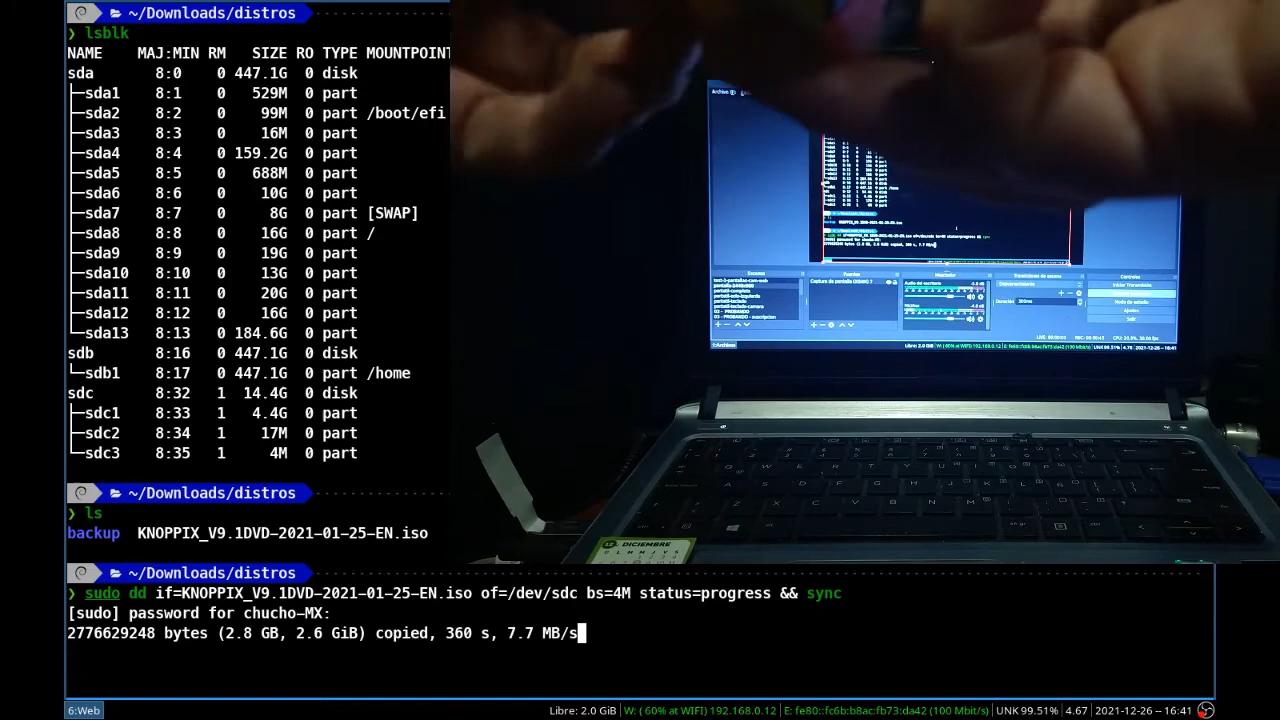 ~/Downloads/distros
❯ lsblk
NAME MAJ:MIN RM SIZE RO TYPE MOUNTPOINT
sda 8:0 0 447.1G 0 disk
├─sda1 8:1 0 529M 0 part
├─sda2 8:2 0 99M 0 part /boot/efi
├─sda3 8:3 0 16M 0 part
├─sda4 8:4 0 159.2G 0 part
├─sda5 8:5 0 688M 0 part
├─sda6 8:6 0 10G 0 part
├─sda7 8:7 0 8G 0 part [SWAP]
├─sda8 8:8 0 16G 0 part /
├─sda9 8:9 0 19G 0 part
├─sda10 8:10 0 13G 0 part
├─sda11 8:11 0 20G 0 part
├─sda12 8:12 0 16G 0 part
└─sda13 8:13 0 184.6G 0 part
sdb 8:16 0 447.1G 0 disk
└─sdb1 8:17 0 447.1G 0 part /home
sdc 8:32 1 14.4G 0 disk
├─sdc1 8:33 1 4.4G 0 part
├─sdc2 8:34 1 17M 0 part
└─sdc3 8:35 1 4M 0 part
~/Downloads/distros
❯ ls
backup KNOPPIX_V9.1DVD-2021-01-25-EN.iso
~/Downloads/distros
❯ sudo dd if=KNOPPIX_V9.1DVD-2021-01-25-EN.iso of=/dev/sdc bs=4M status=progress && sync
[sudo] password for chucho-MX:
2776629248 bytes (2.8 GB, 2.6 GiB) copied, 360 s, 7.7 MB/s
Archivo
Escenas
Fuentes
Controles
DICIEMBRE
6:Web
Libre: 2.0 GiB | W: ( 60% at WIFI) 192.168.0.12 | E: fe80::fc6b:b8ac:fb73:da42 (100 Mbit/s) | UNK 99.51% | 4.67 | 2021-12-26 -- 16:41